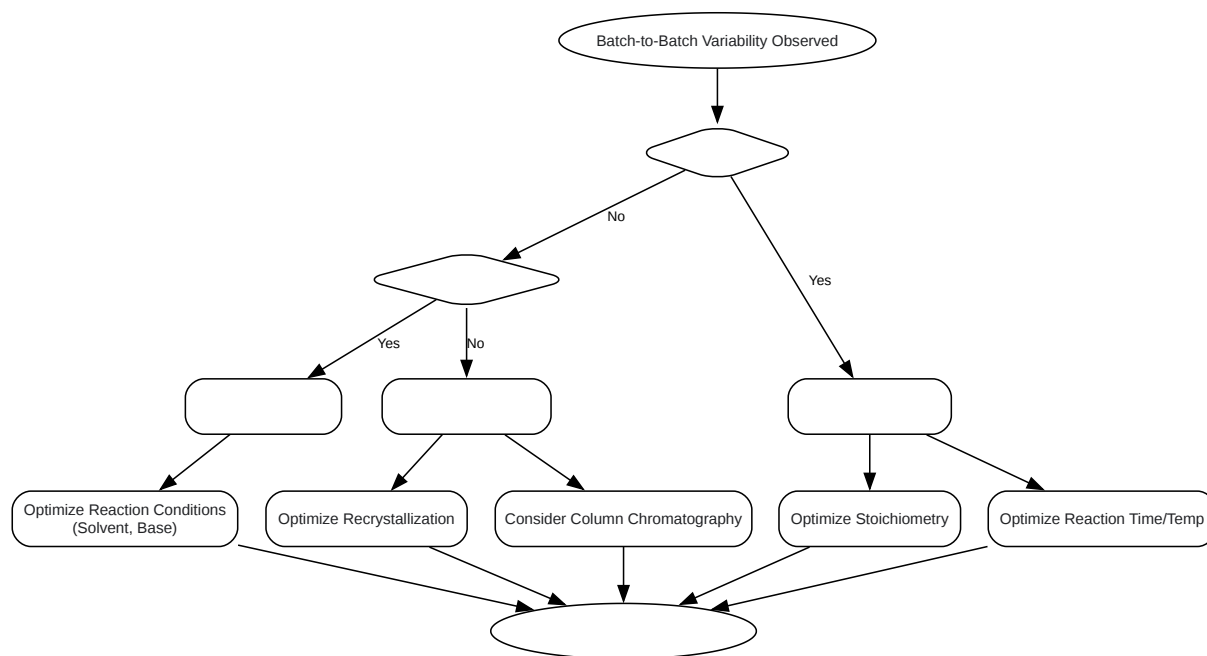 Batch-to-Batch Variability Observed
No
Yes
Yes
No
Optimize Reaction Conditions
(Solvent, Base)
Optimize Recrystallization
Consider Column Chromatography
Optimize Stoichiometry
Optimize Reaction Time/Temp